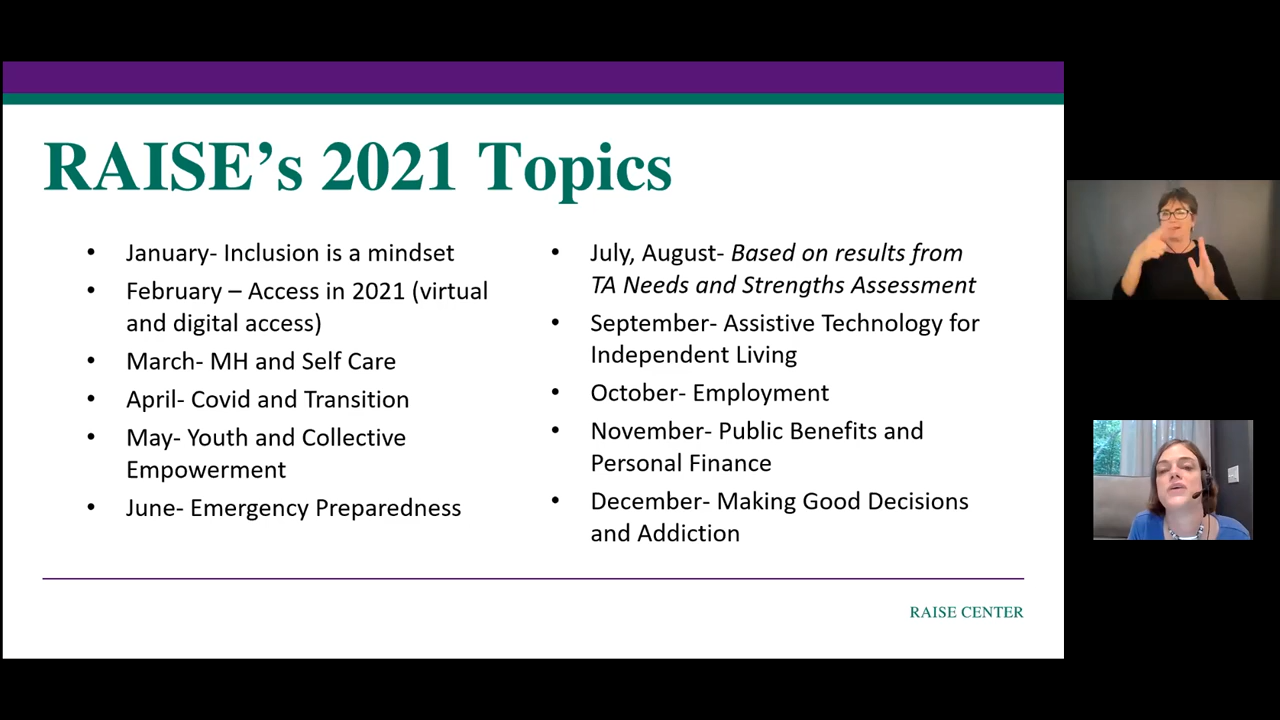 RAISE’s 2021 Topics
• January- Inclusion is a mindset
• February – Access in 2021 (virtual
and digital access)
• March- MH and Self Care
• April- Covid and Transition
• May- Youth and Collective
Empowerment
• June- Emergency Preparedness
• July, August- Based on results from
TA Needs and Strengths Assessment
• September- Assistive Technology for
Independent Living
• October- Employment
• November- Public Benefits and
Personal Finance
• December- Making Good Decisions
and Addiction
RAISE CENTER